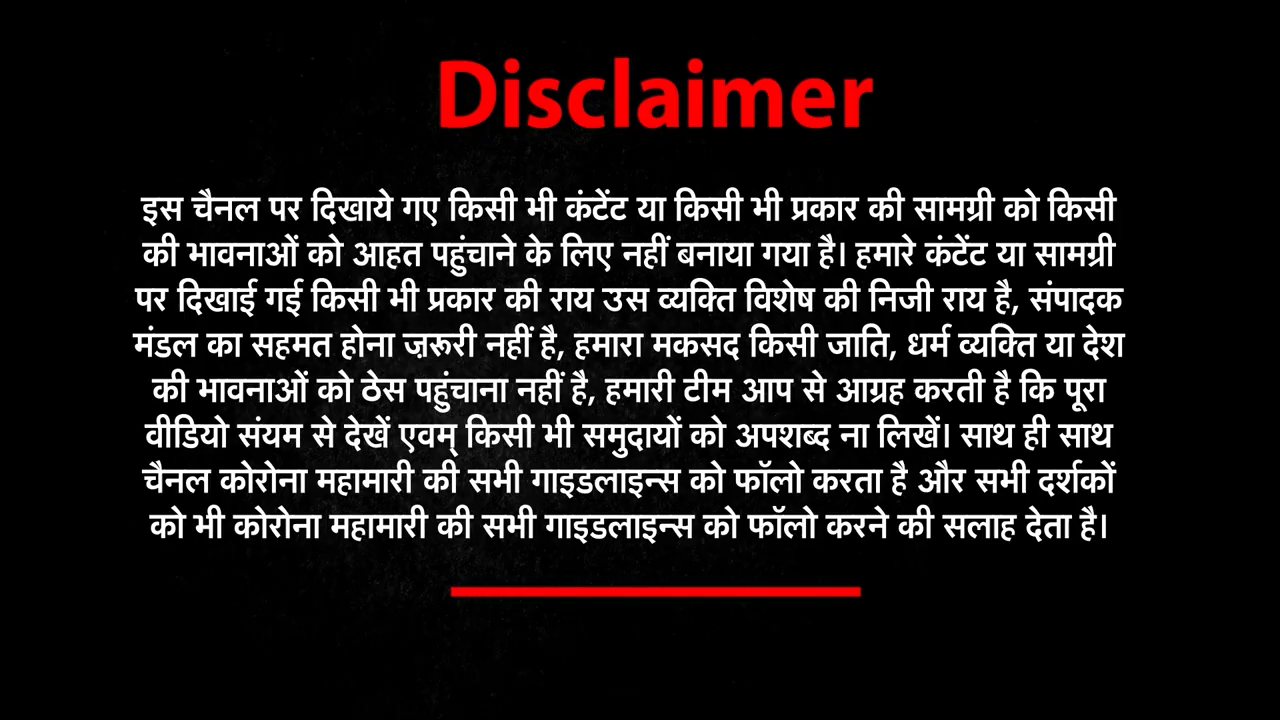 Disclaimer
इस चैनल पर दिखाये गए किसी भी कंटेंट या किसी भी प्रकार की सामग्री को किसी
की भावनाओं को आहत पहुंचाने के लिए नहीं बनाया गया है। हमारे कंटेंट या सामग्री
पर दिखाई गई किसी भी प्रकार की राय उस व्यक्ति विशेष की निजी राय है, संपादक
मंडल का सहमत होना ज़रूरी नहीं है, हमारा मकसद किसी जाति, धर्म व्यक्ति या देश
की भावनाओं को ठेस पहुंचाना नहीं है, हमारी टीम आप से आग्रह करती है कि पूरा
वीडियो संयम से देखें एवम् किसी भी समुदायों को अपशब्द ना लिखें। साथ ही साथ
चैनल कोरोना महामारी की सभी गाइडलाइन्स को फॉलो करता है और सभी दर्शकों
को भी कोरोना महामारी की सभी गाइडलाइन्स को फॉलो करने की सलाह देता है।